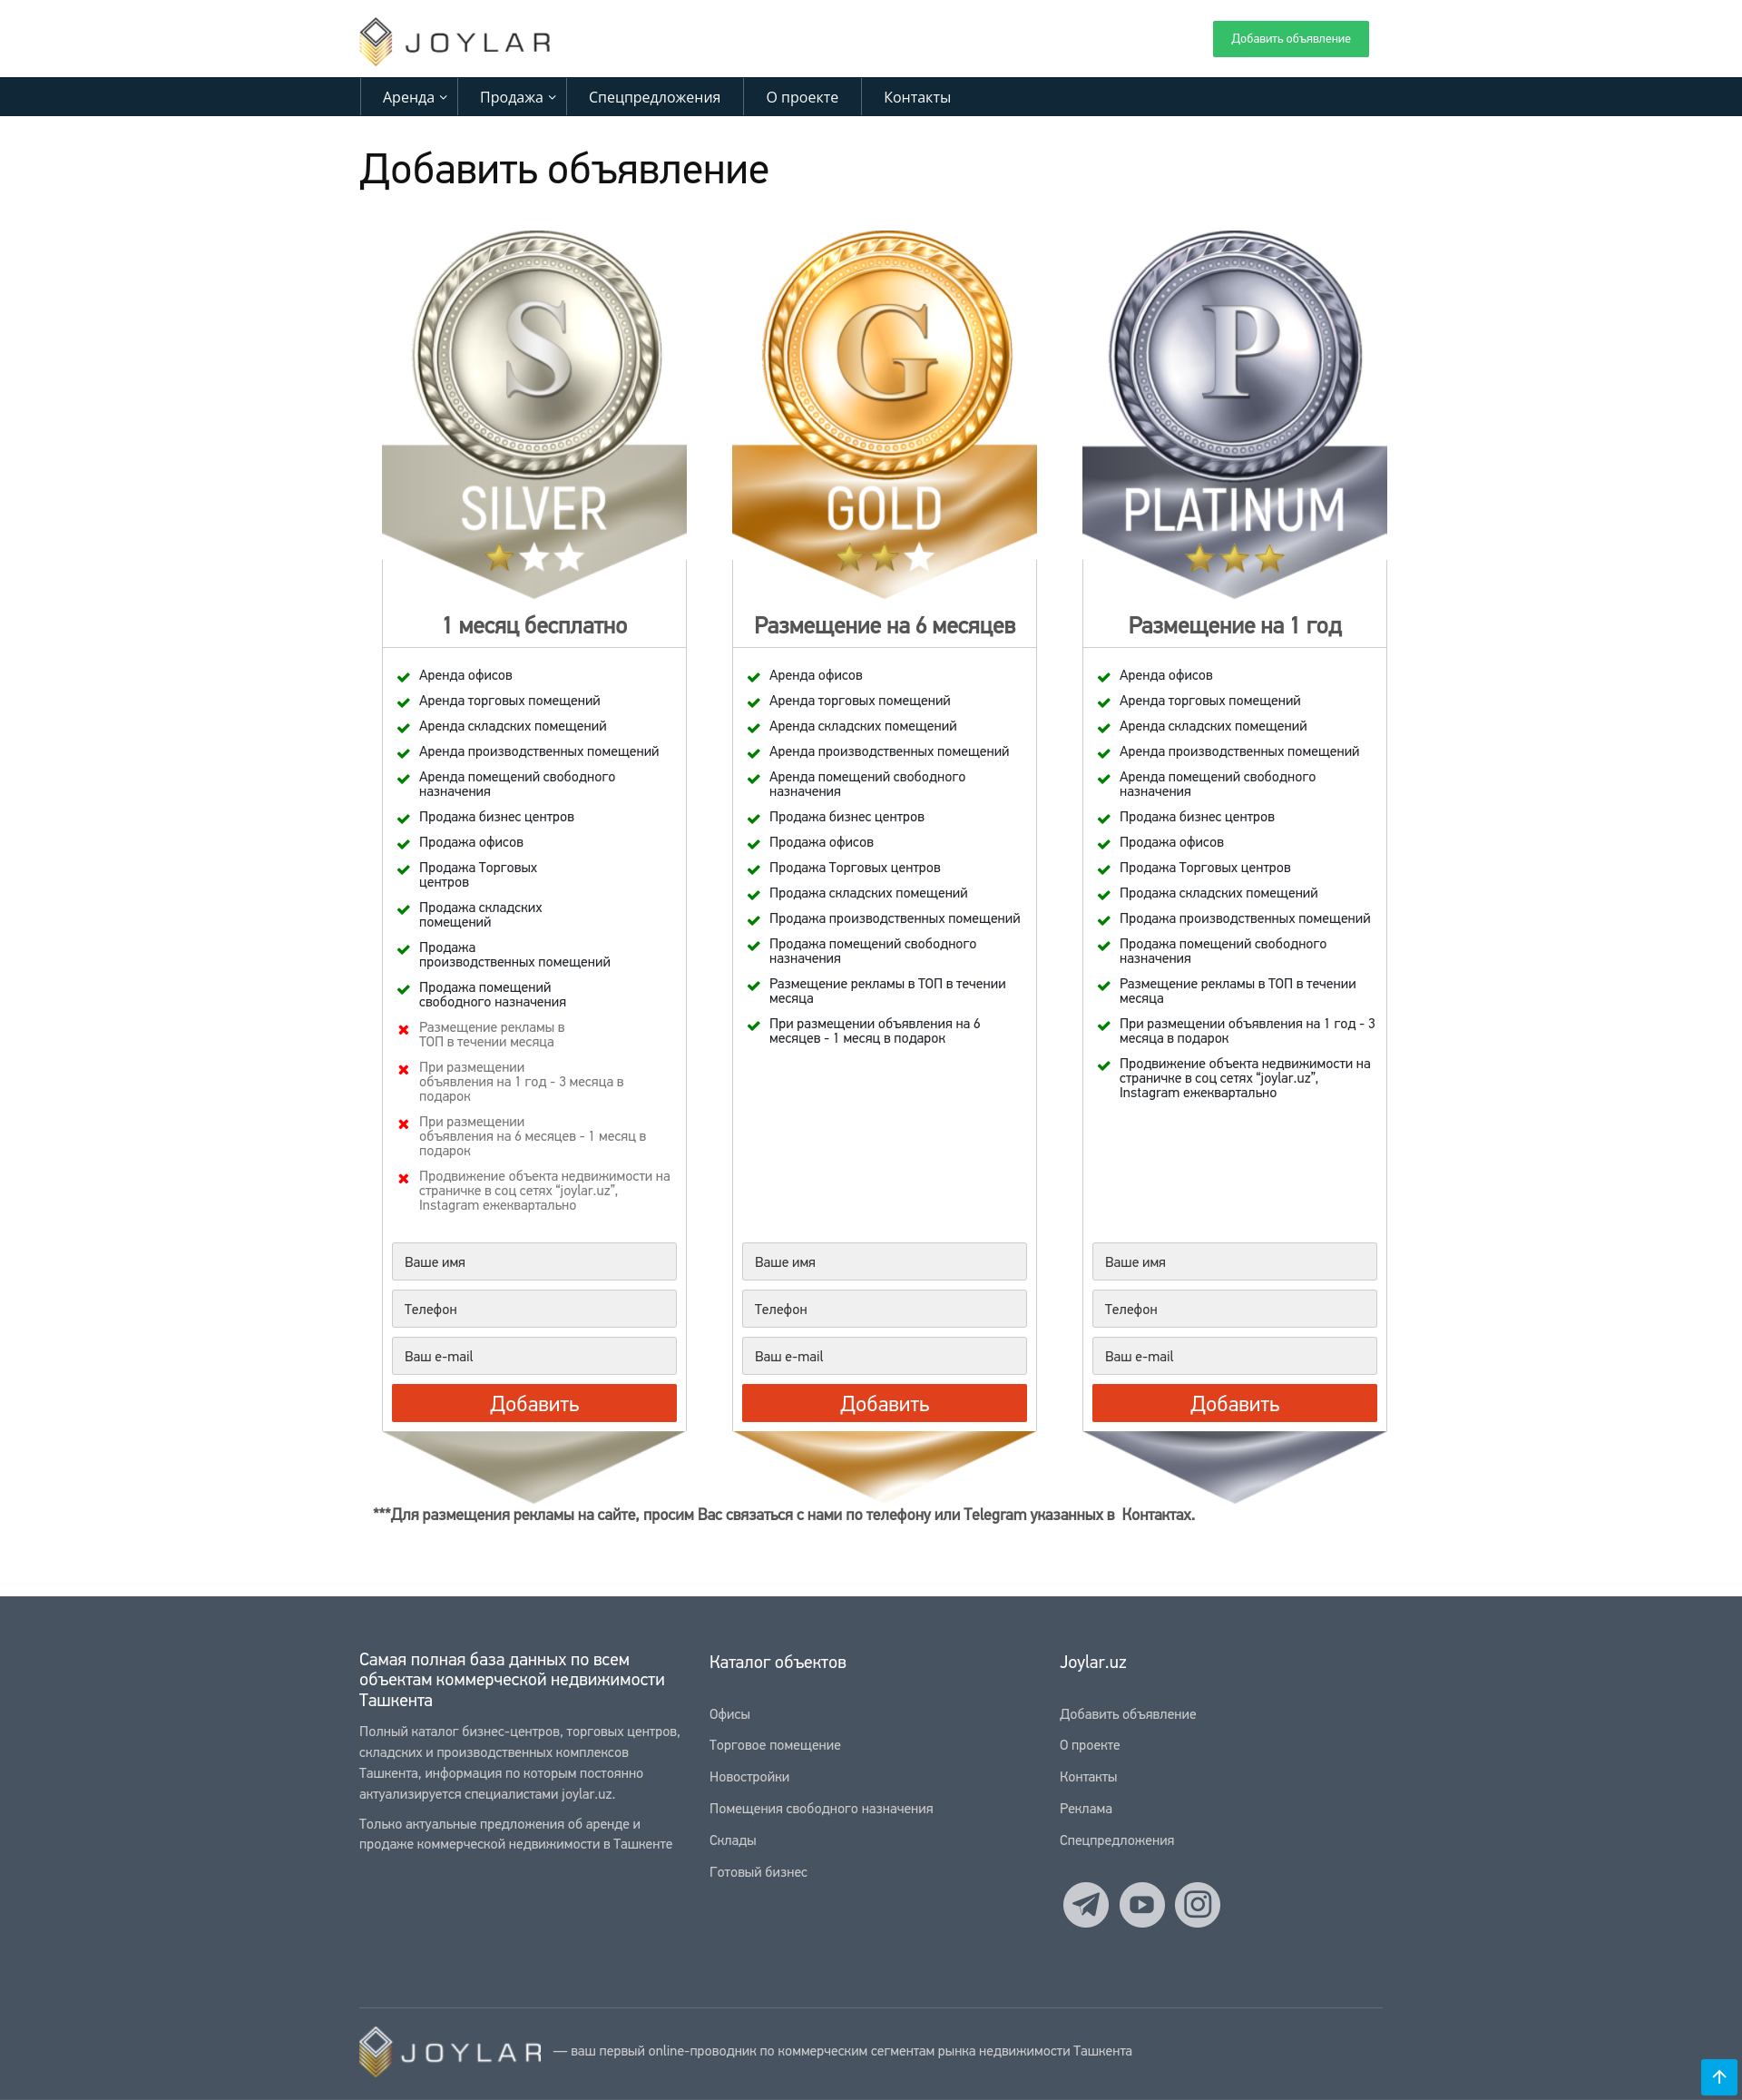 JOYLAR
Добавить объявление
Аренда
Продажа
Спецпредложения
О проекте
Контакты
Добавить объявление
S
SILVER
1 месяц бесплатно
Аренда офисов
Аренда торговых помещений
Аренда складских помещений
Аренда производственных помещений
Аренда помещений свободного
назначения
Продажа бизнес центров
Продажа офисов
Продажа Торговых
центров
Продажа складских
помещений
Продажа
производственных помещений
Продажа помещений
свободного назначения
Размещение рекламы в
ТОП в течении месяца
При размещении
объявления на 1 год - 3 месяца в
подарок
При размещении
объявления на 6 месяцев - 1 месяц в
подарок
Продвижение объекта недвижимости на
страничке в соц сетях “joylar.uz”,
Instagram ежеквартально
Ваше имя
Телефон
Ваш e-mail
Добавить
G
GOLD
Размещение на 6 месяцев
Аренда офисов
Аренда торговых помещений
Аренда складских помещений
Аренда производственных помещений
Аренда помещений свободного
назначения
Продажа бизнес центров
Продажа офисов
Продажа Торговых центров
Продажа складских помещений
Продажа производственных помещений
Продажа помещений свободного
назначения
Размещение рекламы в ТОП в течении
месяца
При размещении объявления на 6
месяцев - 1 месяц в подарок
Ваше имя
Телефон
Ваш e-mail
Добавить
P
PLATINUM
Размещение на 1 год
Аренда офисов
Аренда торговых помещений
Аренда складских помещений
Аренда производственных помещений
Аренда помещений свободного
назначения
Продажа бизнес центров
Продажа офисов
Продажа Торговых центров
Продажа складских помещений
Продажа производственных помещений
Продажа помещений свободного
назначения
Размещение рекламы в ТОП в течении
месяца
При размещении объявления на 1 год - 3
месяца в подарок
Продвижение объекта недвижимости на
страничке в соц сетях “joylar.uz”,
Instagram ежеквартально
Ваше имя
Телефон
Ваш e-mail
Добавить
***Для размещения рекламы на сайте, просим Вас связаться с нами по телефону или Telegram указанных в Контактах.
Самая полная база данных по всем
объектам коммерческой недвижимости
Ташкента
Полный каталог бизнес-центров, торговых центров,
складских и производственных комплексов
Ташкента, информация по которым постоянно
актуализируется специалистами joylar.uz.
Только актуальные предложения об аренде и
продаже коммерческой недвижимости в Ташкенте
Каталог объектов
Офисы
Торговое помещение
Новостройки
Помещения свободного назначения
Склады
Готовый бизнес
Joylar.uz
Добавить объявление
О проекте
Контакты
Реклама
Спецпредложения
JOYLAR — ваш первый online-проводник по коммерческим сегментам рынка недвижимости Ташкента